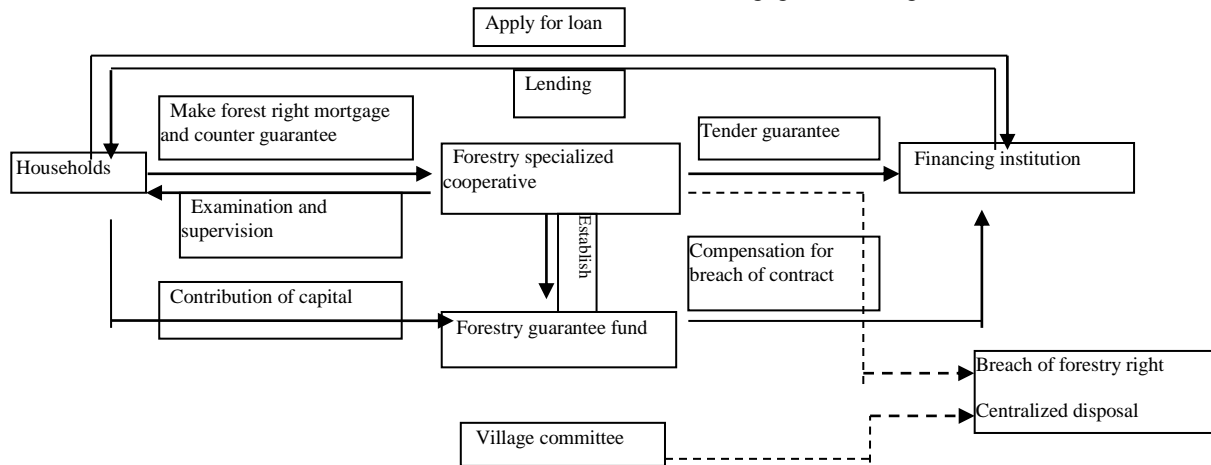 Apply for loan
Lending
Make forest right mortgage
and counter guarantee
Tender guarantee
Households
Forestry specialized
cooperative
Financing institution
Examination and
supervision
Establish
Compensation for
breach of contract
Contribution of capital
Forestry guarantee fund
Breach of forestry right
Centralized disposal
Village committee